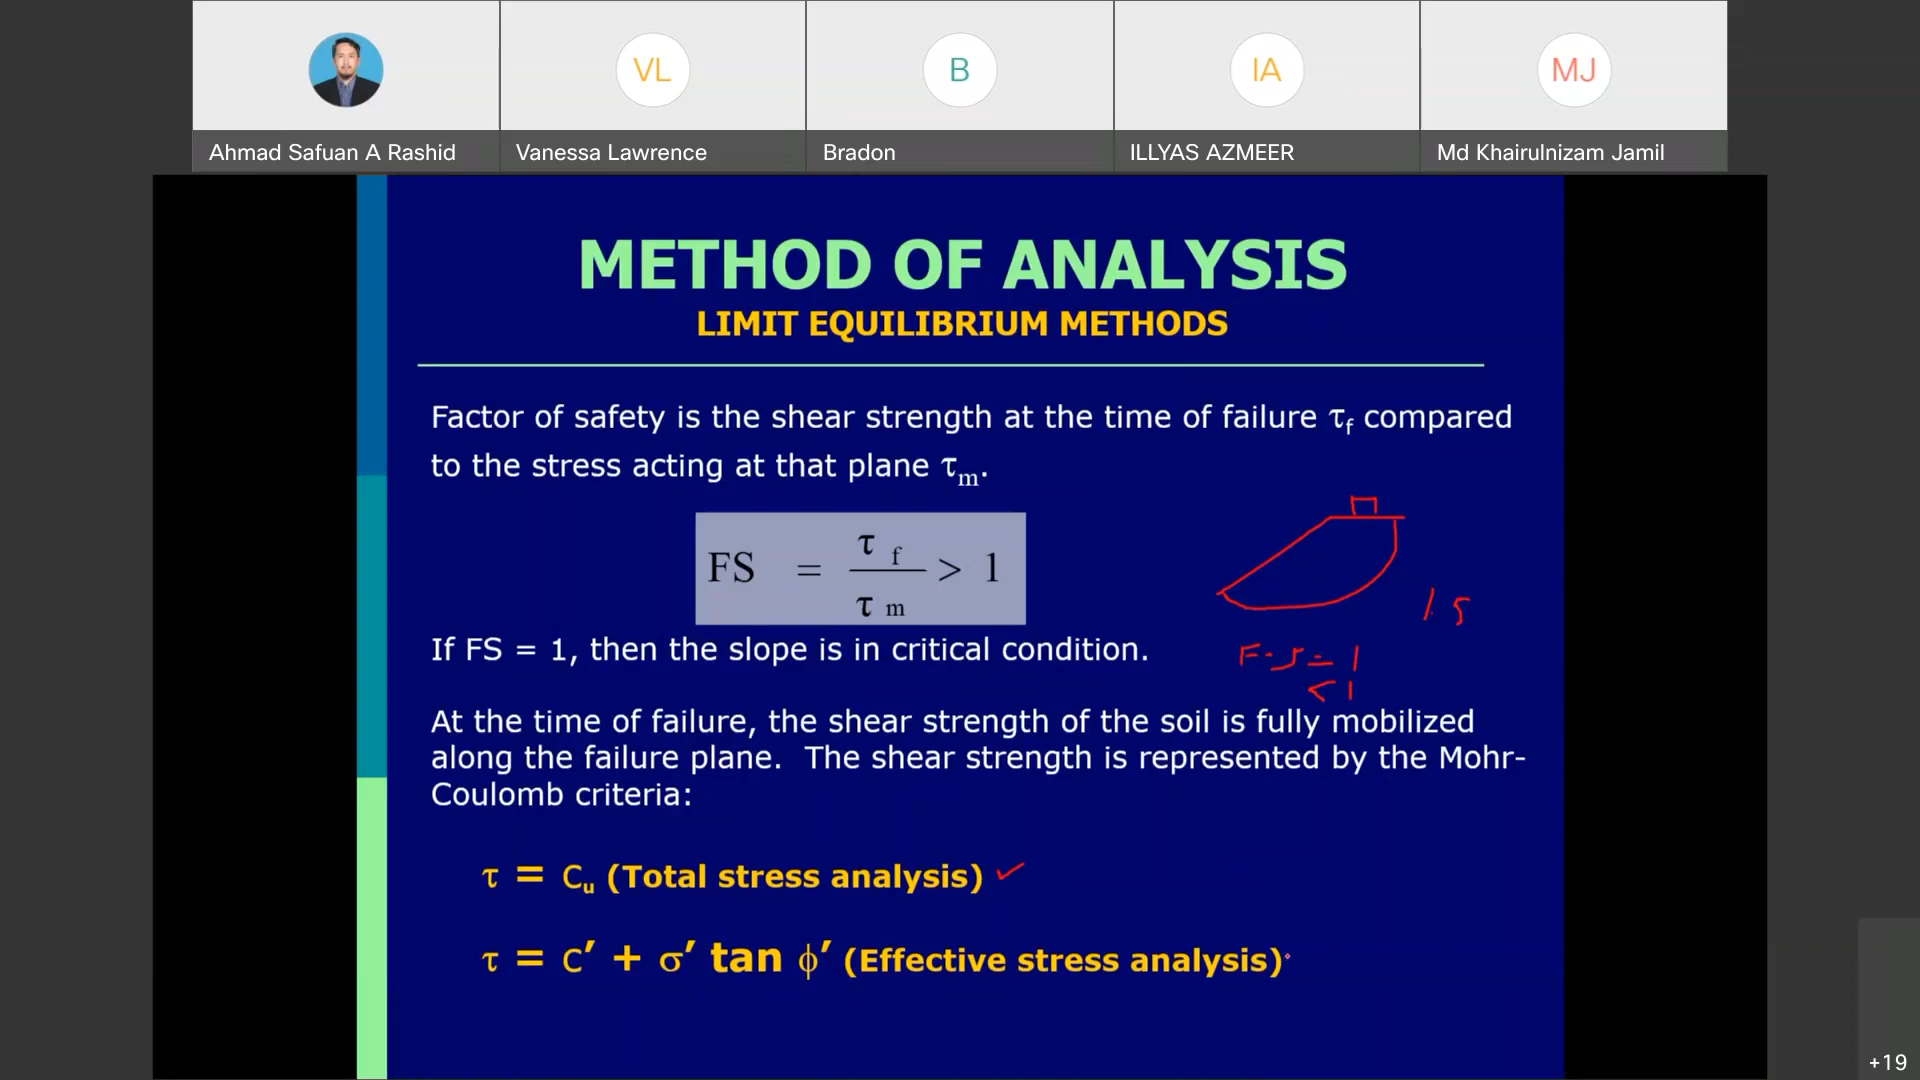 VL
B
IA
MJ
Ahmad Safuan A Rashid
Vanessa Lawrence
Bradon
ILLYAS AZMEER
Md Khairulnizam Jamil
METHOD OF ANALYSIS
LIMIT EQUILIBRIUM METHODS
Factor of safety is the shear strength at the time of failure τf compared
to the stress acting at that plane τm.
FS = τ f / τ m > 1
1.5
If FS = 1, then the slope is in critical condition.
F.S = 1
< 1
At the time of failure, the shear strength of the soil is fully mobilized
along the failure plane. The shear strength is represented by the Mohr-
Coulomb criteria:
τ = Cu (Total stress analysis) ✓
τ = C′ + σ′ tan ϕ′ (Effective stress analysis)
+19